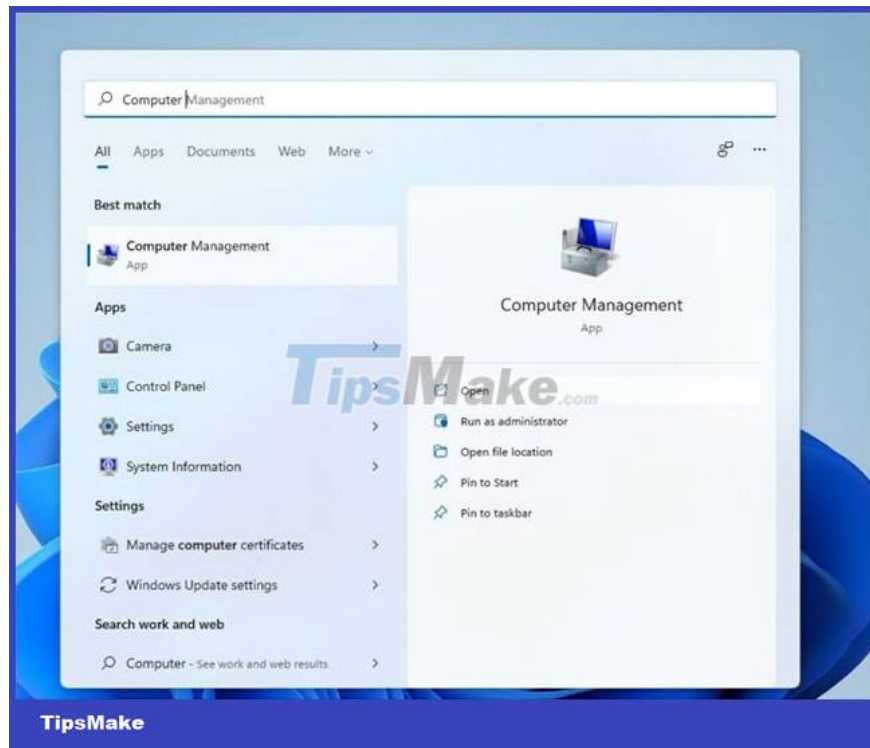 Computer Management
All Apps Documents Web More
Best match
Computer Management
App
Apps
Camera
Control Panel
Settings
System Information
Settings
Manage computer certificates
Windows Update settings
Search work and web
Computer - See work and web results
Computer Management
App
Open
Run as administrator
Open file location
Pin to Start
Pin to taskbar
TipsMake.com
TipsMake